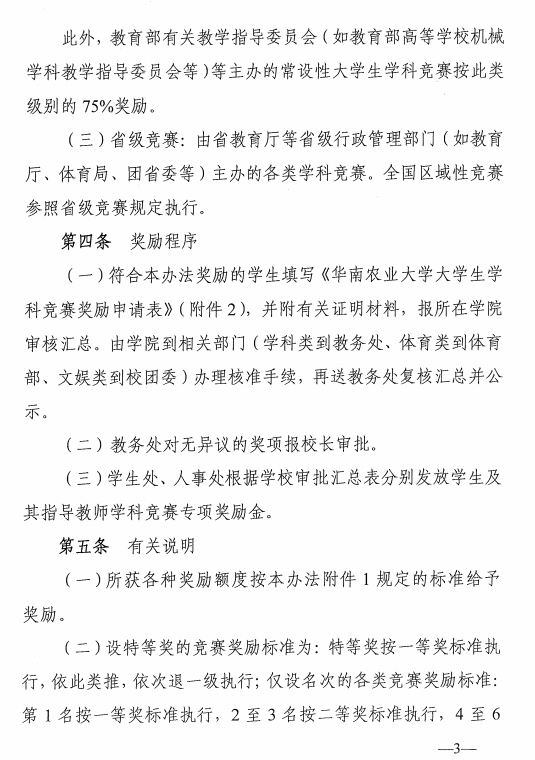 此外，教育部有关教学指导委员会（如教育部高等学校机械
学科教学指导委员会等）等主办的常设性大学生学科竞赛按此类
级别的 75%奖励。
（三）省级竞赛：由省教育厅等省级行政管理部门（如教育
厅、体育局、团省委等）主办的各类学科竞赛。全国区域性竞赛
参照省级竞赛规定执行。
第四条 奖励程序
（一）符合本办法奖励的学生填写《华南农业大学大学生学
科竞赛奖励申请表》（附件 2），并附有关证明材料，报所在学院
审核汇总。由学院到相关部门（学科类到教务处、体育类到体育
部、文娱类到校团委）办理核准手续，再送教务处复核汇总并公
示。
（二）教务处对无异议的奖项报校长审批。
（三）学生处、人事处根据学校审批汇总表分别发放学生及
其指导教师学科竞赛专项奖励金。
第五条 有关说明
（一）所获各种奖励额度按本办法附件 1 规定的标准给予
奖励。
（二）设特等奖的竞赛奖励标准为：特等奖按一等奖标准执
行，依此类推，依次退一级执行；仅设名次的各类竞赛奖励标准：
第 1 名按一等奖标准执行，2 至 3 名按二等奖标准执行，4 至 6
—3—